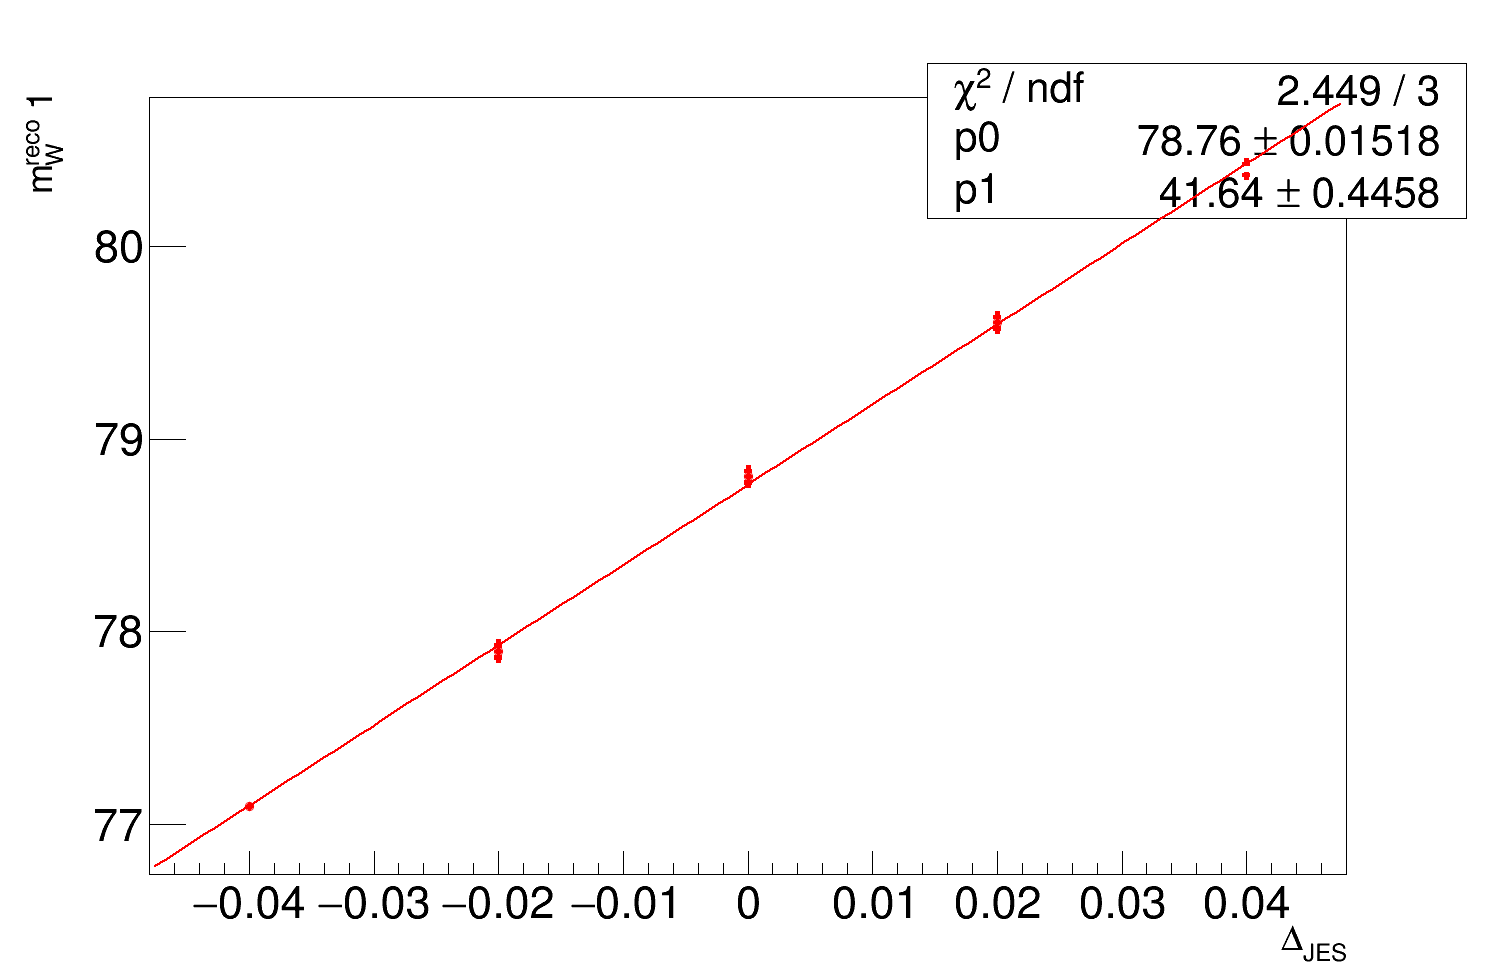 m_W^reco 1
χ² / ndf 2.449 / 3
p0 78.76 ± 0.01518
p1 41.64 ± 0.4458
80
79
78
77
−0.04 −0.03 −0.02 −0.01 0 0.01 0.02 0.03 0.04
Δ_JES